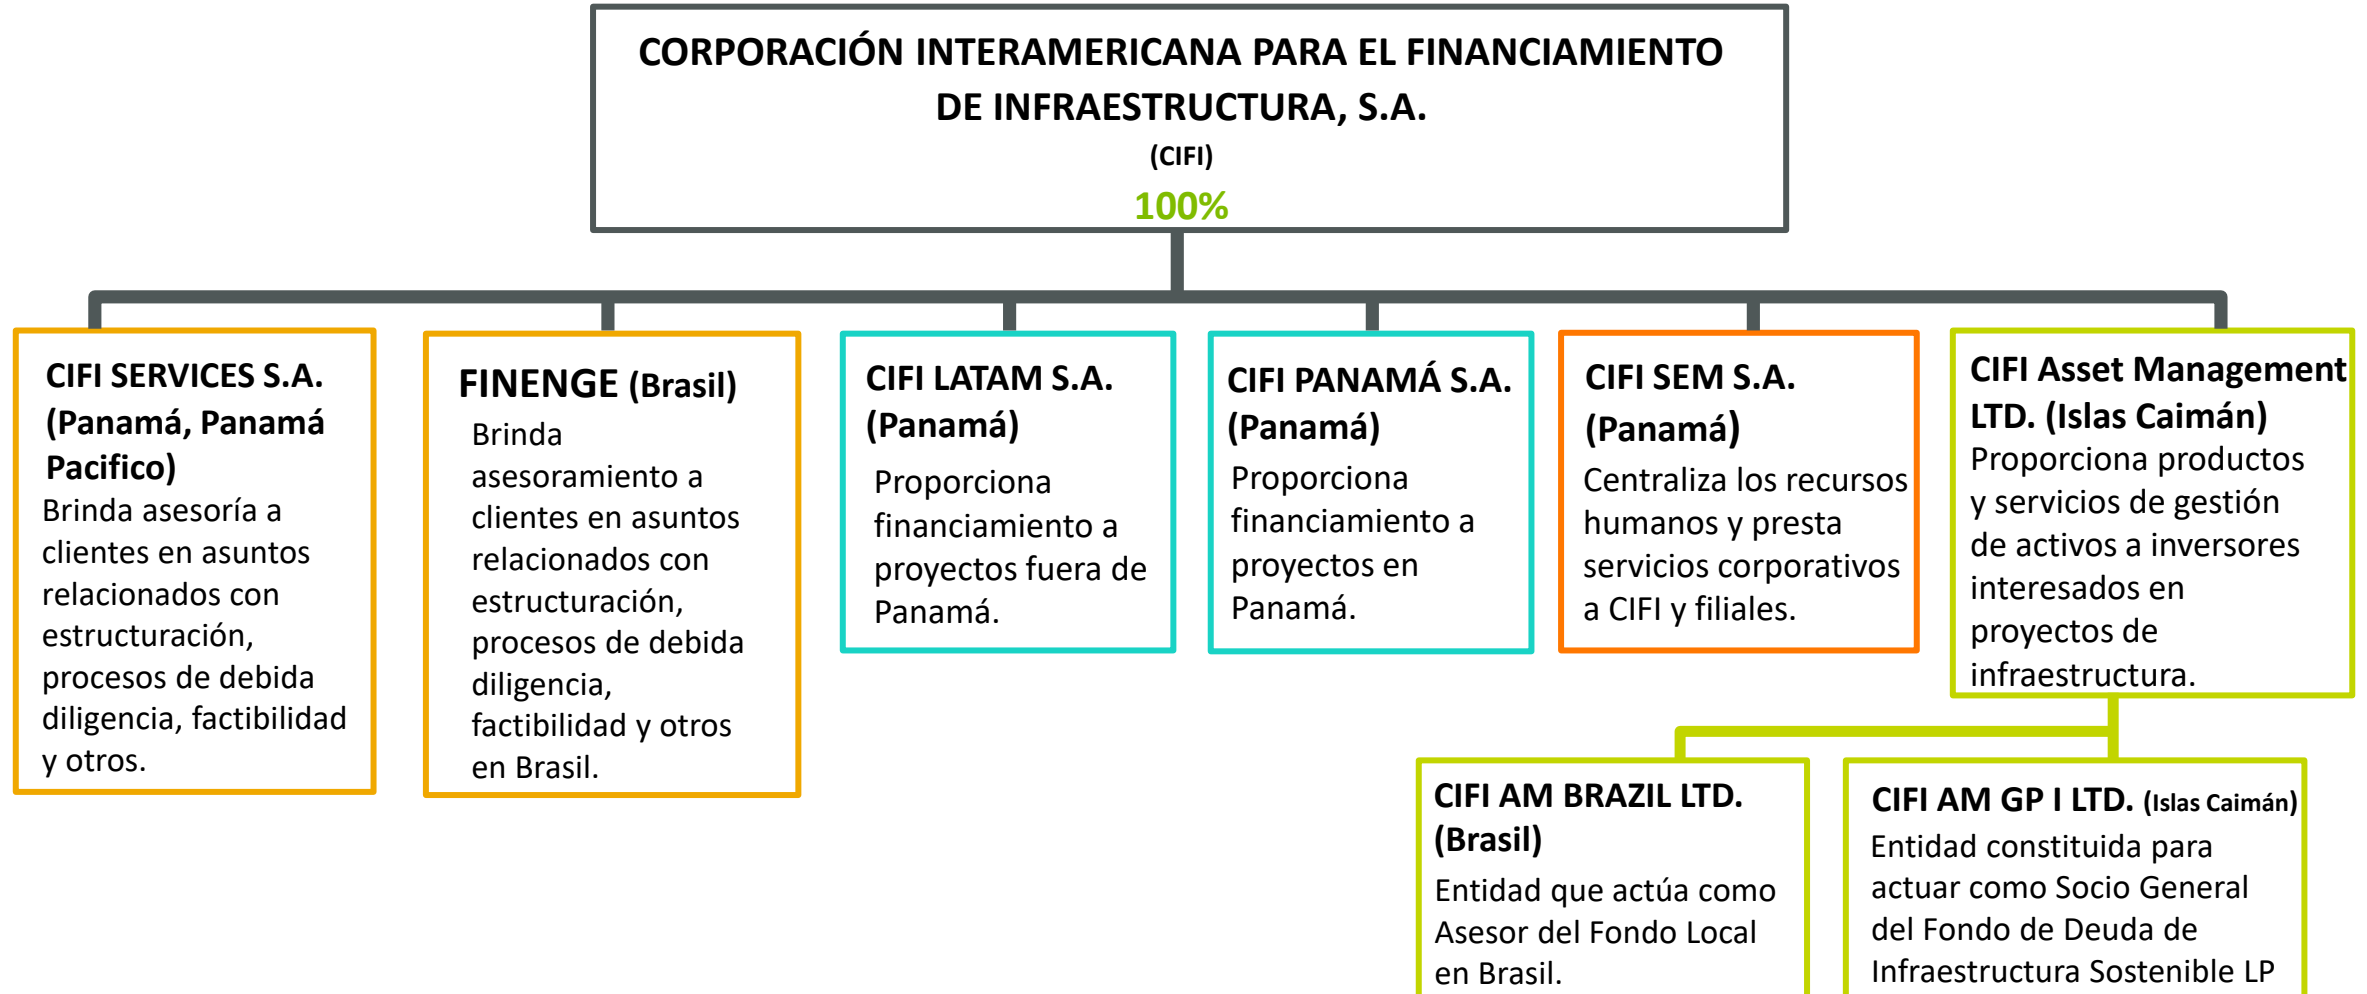 CORPORACIÓN INTERAMERICANA PARA EL FINANCIAMIENTO
DE INFRAESTRUCTURA, S.A.
(CIFI)
100%
CIFI SERVICES S.A.
(Panamá, Panamá
Pacifico)
Brinda asesoría a
clientes en asuntos
relacionados con
estructuración,
procesos de debida
diligencia, factibilidad
y otros.
FINENGE (Brasil)
Brinda
asesoramiento a
clientes en asuntos
relacionados con
estructuración,
procesos de debida
diligencia,
factibilidad y otros
en Brasil.
CIFI LATAM S.A.
(Panamá)
Proporciona
financiamiento a
proyectos fuera de
Panamá.
CIFI PANAMÁ S.A.
(Panamá)
Proporciona
financiamiento a
proyectos en
Panamá.
CIFI SEM S.A.
(Panamá)
Centraliza los recursos
humanos y presta
servicios corporativos
a CIFI y filiales.
CIFI Asset Management
LTD. (Islas Caimán)
Proporciona productos
y servicios de gestión
de activos a inversores
interesados en
proyectos de
infraestructura.
CIFI AM BRAZIL LTD.
(Brasil)
Entidad que actúa como
Asesor del Fondo Local
en Brasil.
CIFI AM GP I LTD. (Islas Caimán)
Entidad constituida para
actuar como Socio General
del Fondo de Deuda de
Infraestructura Sostenible LP